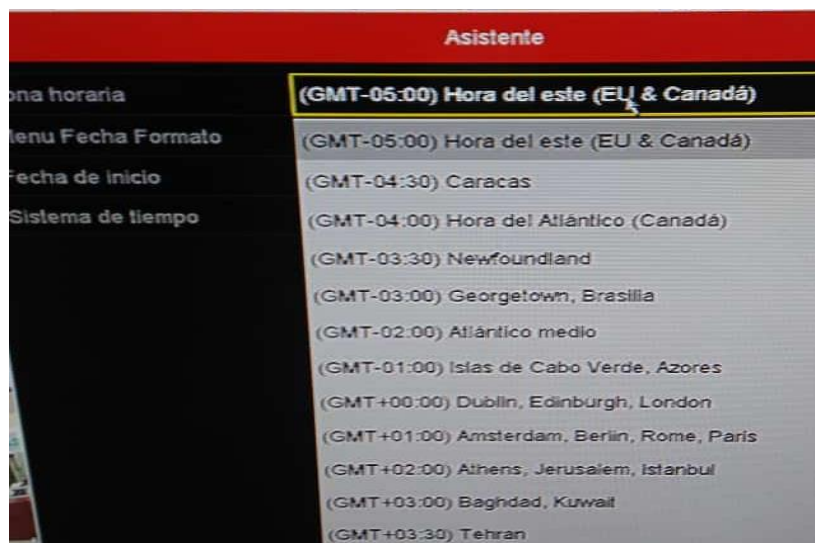 Asistente
ona horaria
(GMT-05:00) Hora del este (EU & Canadá)
Menu Fecha Formato
(GMT-05:00) Hora del este (EU & Canadá)
Fecha de inicio
(GMT-04:30) Caracas
Sistema de tiempo
(GMT-04:00) Hora del Atlántico (Canadá)
(GMT-03:30) Newfoundland
(GMT-03:00) Georgetown, Brasilia
(GMT-02:00) Atlántico medio
(GMT-01:00) Islas de Cabo Verde, Azores
(GMT+00:00) Dublin, Edinburgh, London
(GMT+01:00) Amsterdam, Berlin, Rome, Paris
(GMT+02:00) Athens, Jerusalem, Istanbul
(GMT+03:00) Baghdad, Kuwait
(GMT+03:30) Tehran